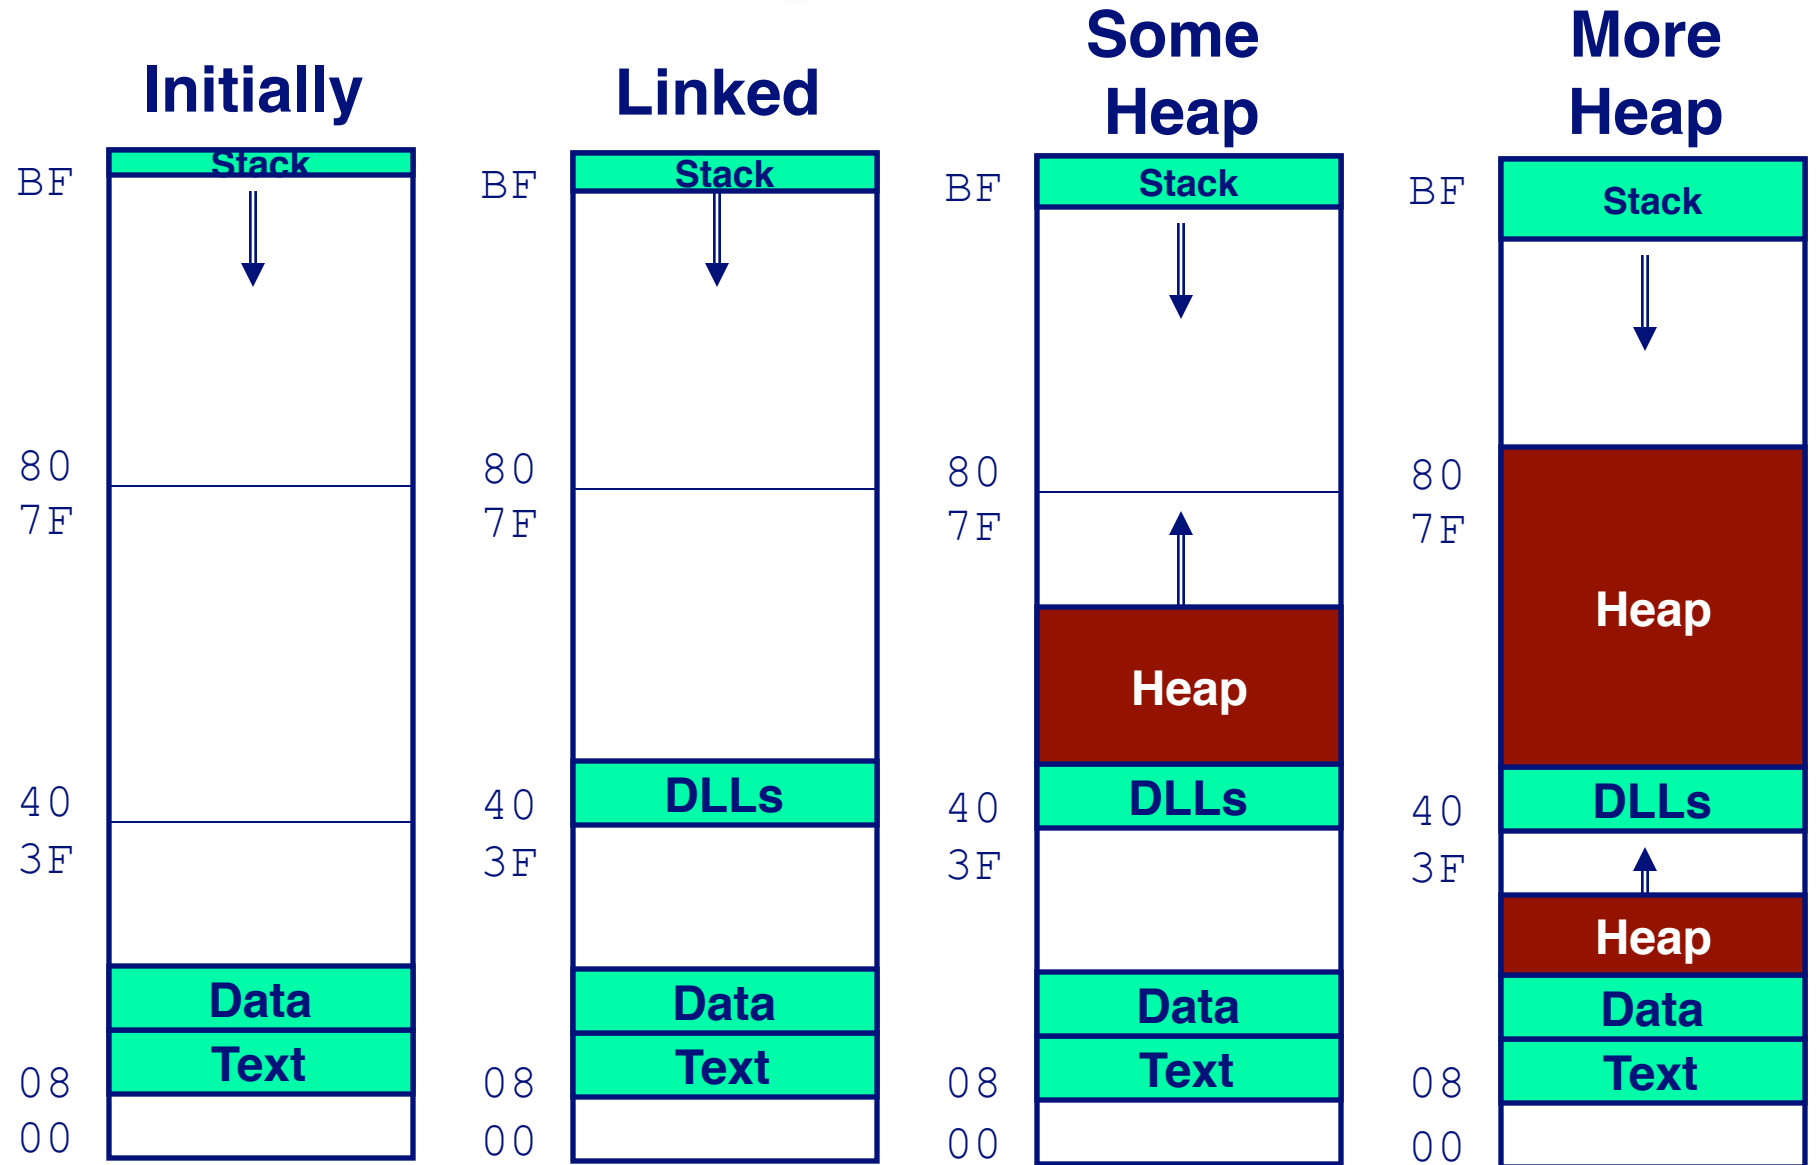 Initially
Stack
BF
80
7F
40
3F
Data
Text
08
00
Linked
Stack
BF
80
7F
DLLs
40
3F
Data
Text
08
00
Some
Heap
Stack
BF
80
7F
Heap
DLLs
40
3F
Data
Text
08
00
More
Heap
Stack
BF
80
7F
Heap
DLLs
40
3F
Heap
Data
Text
08
00